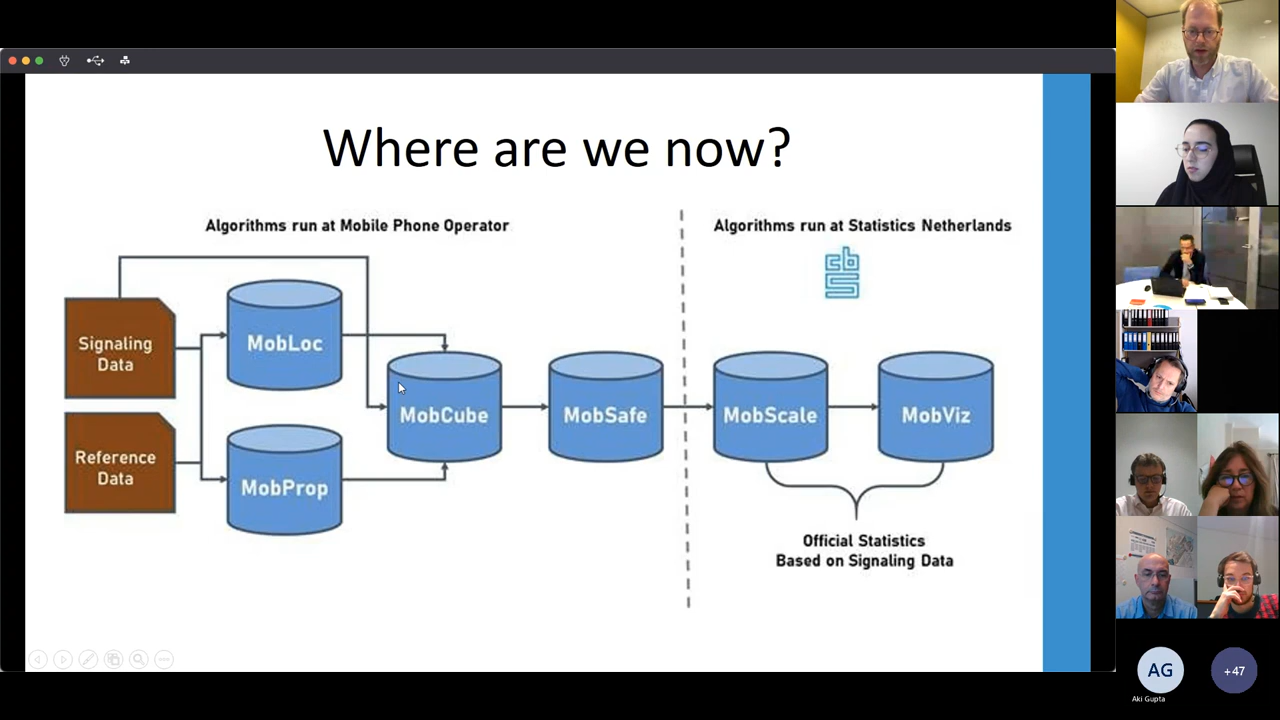 Where are we now?
Algorithms run at Mobile Phone Operator
Algorithms run at Statistics Netherlands
cbs
Signaling
Data
MobLoc
MobCube
MobSafe
MobScale
MobViz
Reference
Data
MobProp
Official Statistics
Based on Signaling Data
AG
Aki Gupta
+47